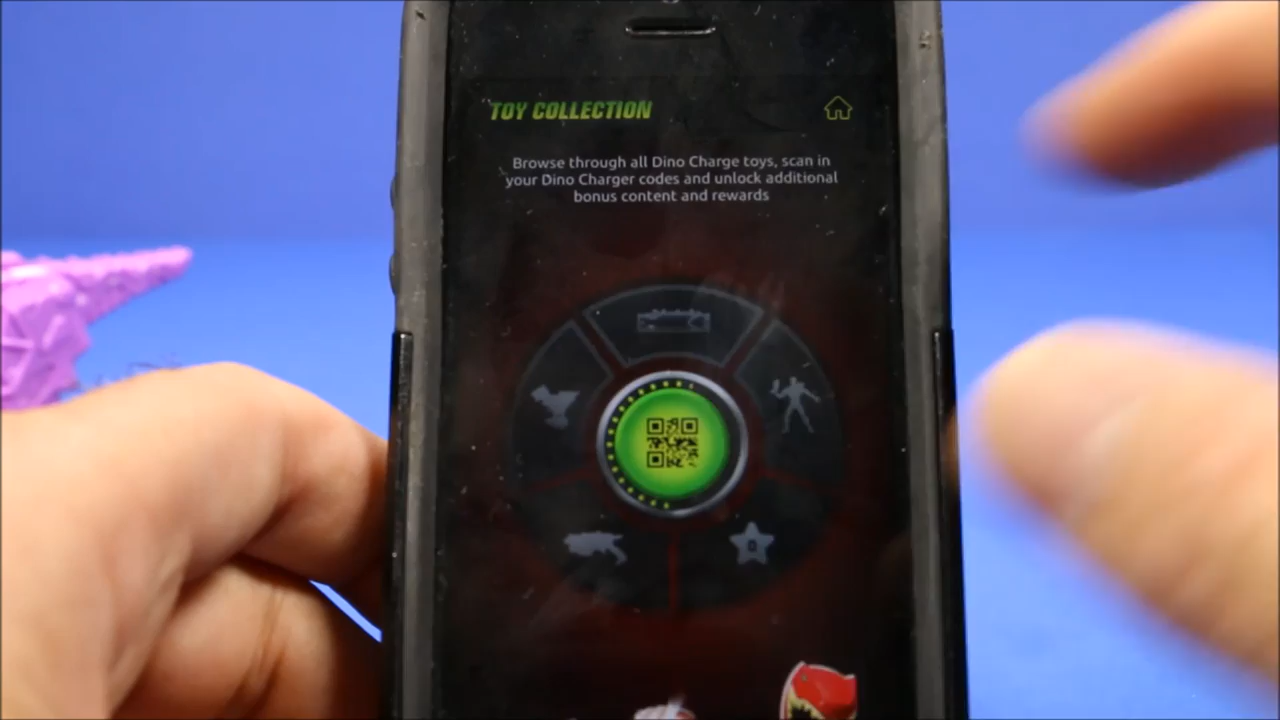 TOY COLLECTION
Browse through all Dino Charge toys, scan in
your Dino Charger codes and unlock additional
bonus content and rewards
0